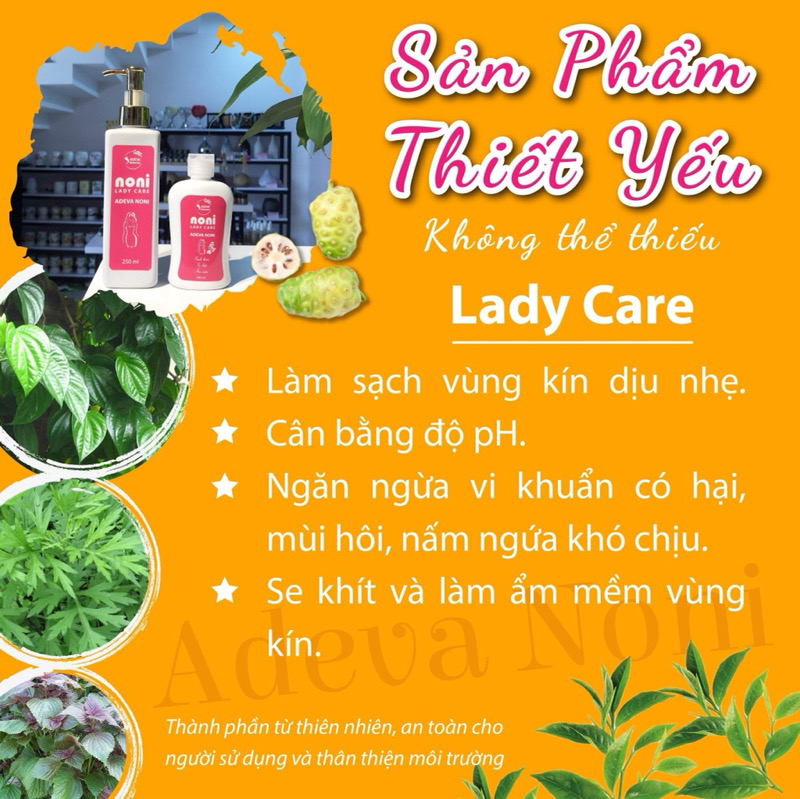 Sản Phẩm
Thiết Yếu
Không thể thiếu
Lady Care
noni
LADY CARE
ADEVA NONI
250 ml
noni
LADY CARE
ADEVA NONI
Làm sạch vùng kín dịu nhẹ.
Cân bằng độ pH.
Ngăn ngừa vi khuẩn có hại,
mùi hôi, nấm ngứa khó chịu.
Se khít và làm ẩm mềm vùng
kín.
Adeva Noni
Thành phần từ thiên nhiên, an toàn cho
người sử dụng và thân thiện môi trường